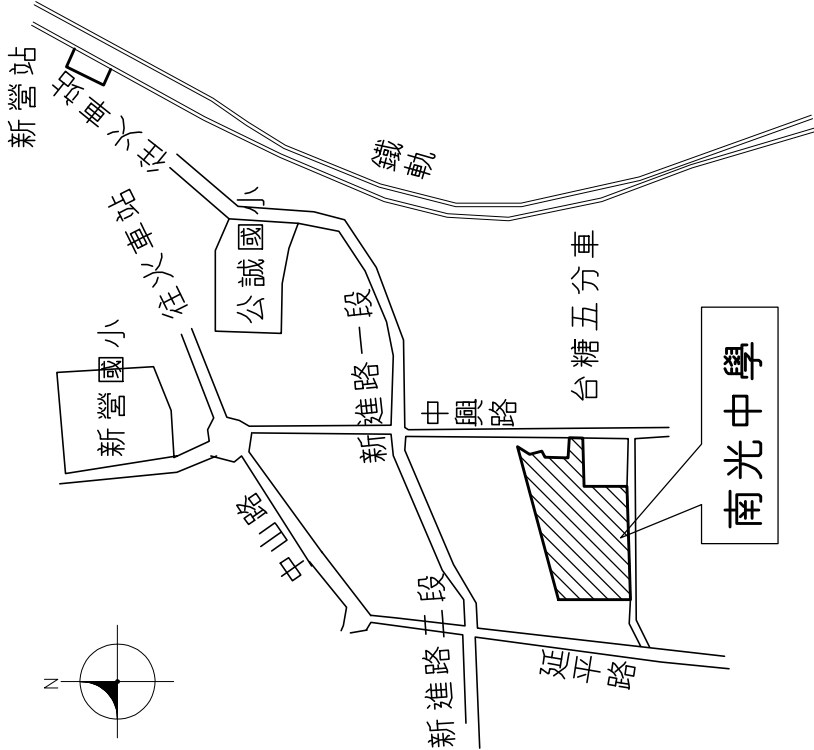 新營站
往火車站
往火車站
鐵軌
公誠國小
新營國小
新進路一段
中興路
台糖五分車
南光中學
中山路
新進路二段
延平路
N